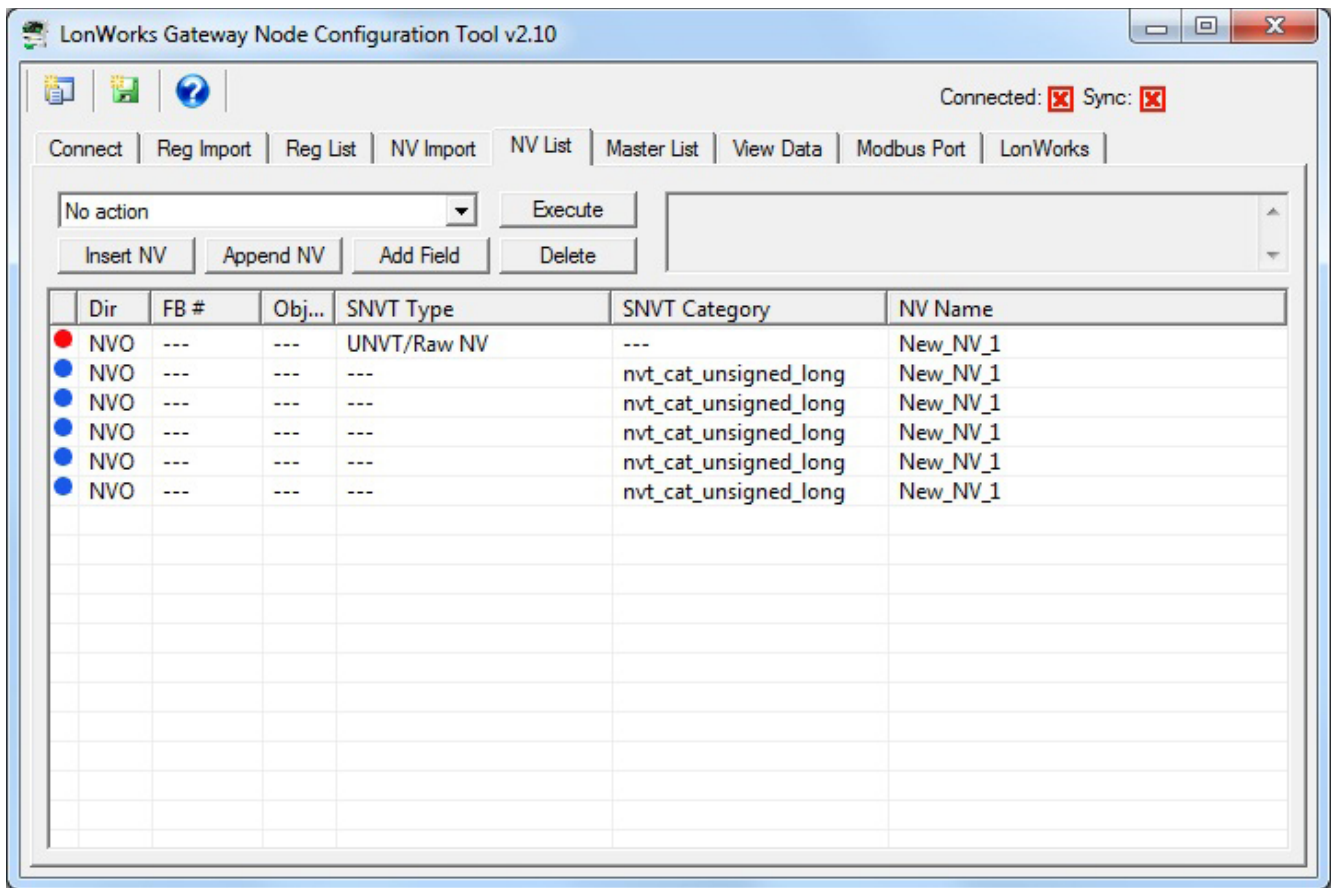 LonWorks Gateway Node Configuration Tool v2.10
Connected: Sync:
Connect Reg Import Reg List NV Import NV List Master List View Data Modbus Port LonWorks
No action Execute
Insert NV Append NV Add Field Delete
Dir FB # Obj... SNVT Type SNVT Category NV Name
NVO --- --- UNVT/Raw NV --- New_NV_1
NVO --- --- --- nvt_cat_unsigned_long New_NV_1
NVO --- --- --- nvt_cat_unsigned_long New_NV_1
NVO --- --- --- nvt_cat_unsigned_long New_NV_1
NVO --- --- --- nvt_cat_unsigned_long New_NV_1
NVO --- --- --- nvt_cat_unsigned_long New_NV_1